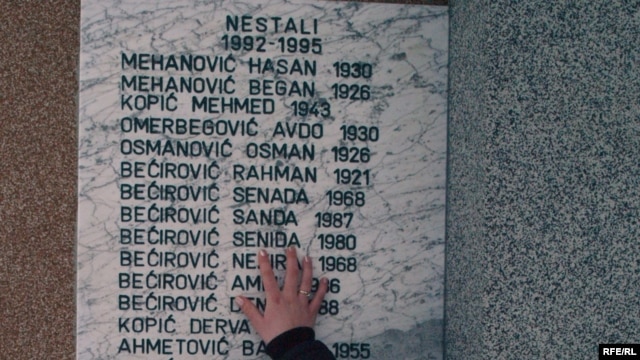 NESTALI
1992-1995
MEHANOVIĆ HASAN 1930
MEHANOVIĆ BEGAN 1926
KOPIĆ MEHMED 1943
OMERBEGOVIĆ AVDO 1930
OSMANOVIĆ OSMAN 1926
BEĆIROVIĆ RAHMAN 1921
BEĆIROVIĆ SENADA 1968
BEĆIROVIĆ SANDA 1987
BEĆIROVIĆ SENIDA 1980
BEĆIROVIĆ 1968
BEĆIROVIĆ
BEĆIROVIĆ
KOPIĆ
AHMETOVIĆ 1955
RFE/RL